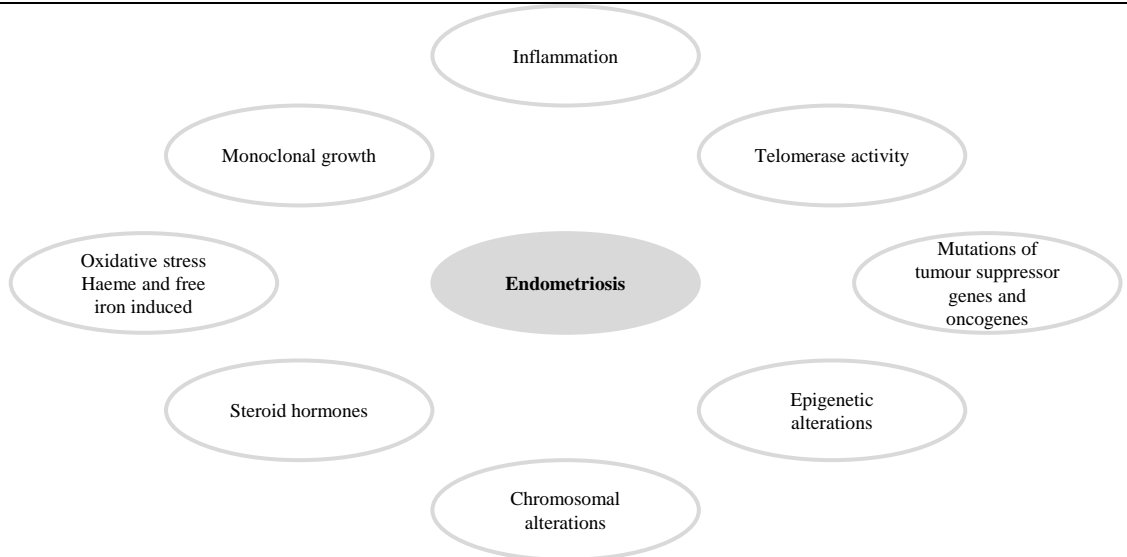 Inflammation
Monoclonal growth
Telomerase activity
Oxidative stress
Haeme and free
iron induced
Endometriosis
Mutations of
tumour suppressor
genes and
oncogenes
Steroid hormones
Epigenetic
alterations
Chromosomal
alterations